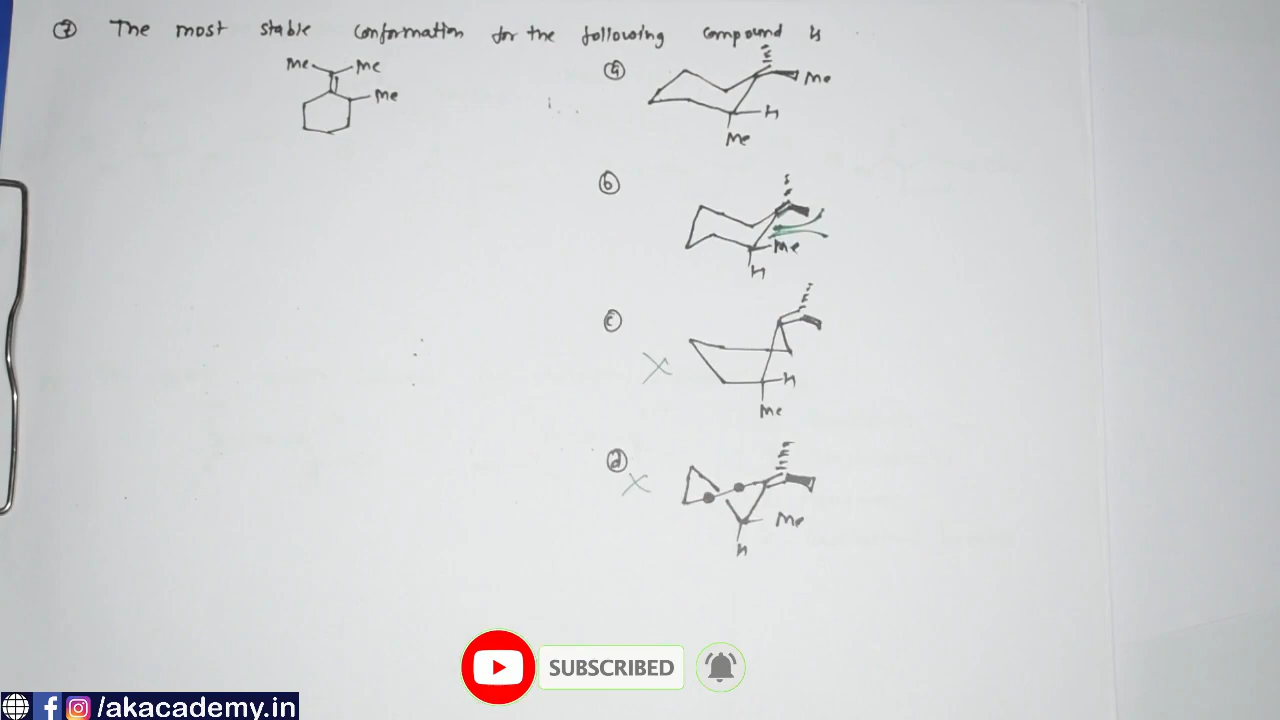 ⑦ The most stable conformation for the following compound is
Me Me
Me
ⓐ Me
H
Me
ⓑ
Me
H
ⓒ
H
Me
ⓓ
Me
H
SUBSCRIBED
/akacademy.in